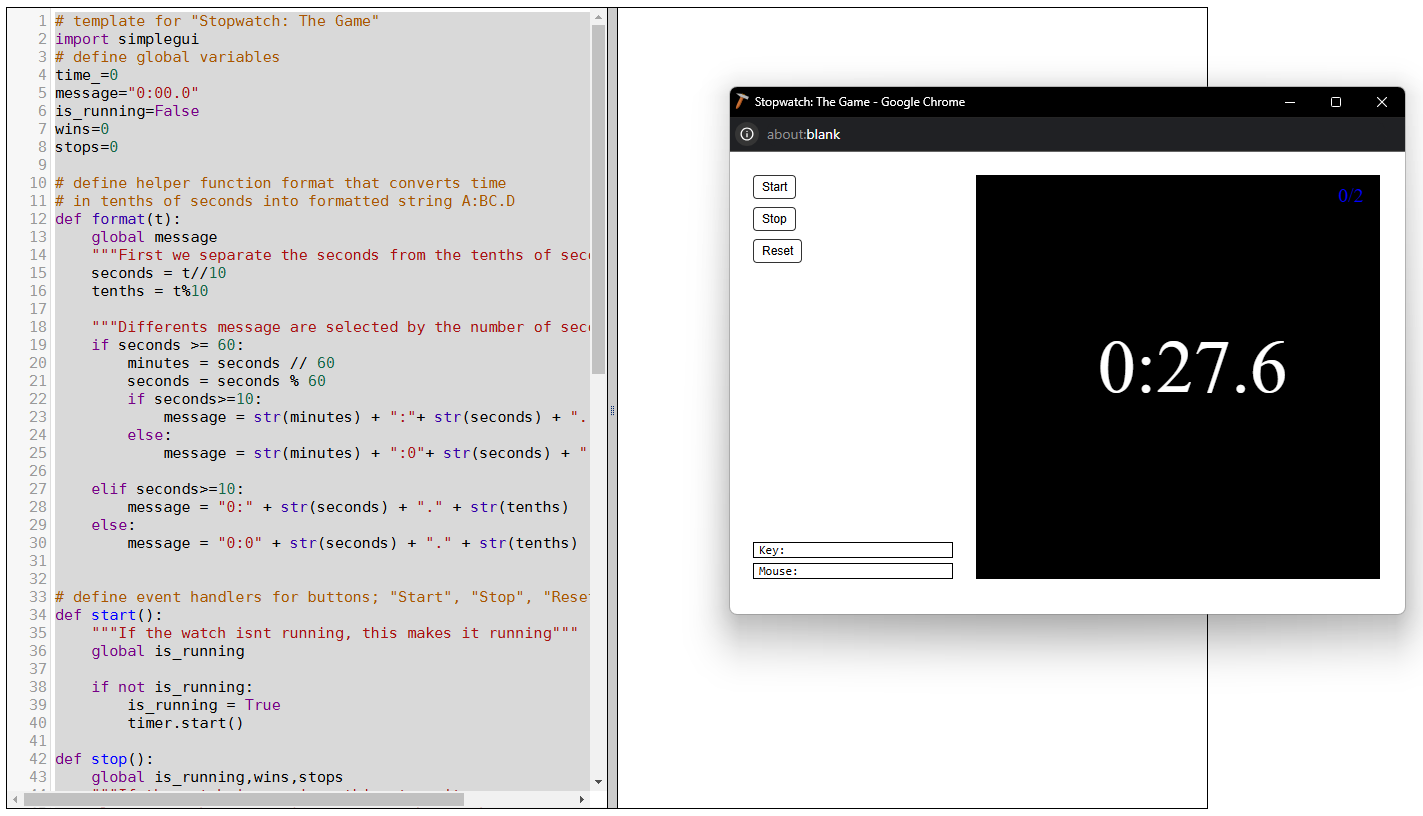 1 # template for "Stopwatch: The Game"
2 import simplegui
3 # define global variables
4 time_=0
5 message="0:00.0"
6 is_running=False
7 wins=0
8 stops=0
9
10 # define helper function format that converts time
11 # in tenths of seconds into formatted string A:BC.D
12 def format(t):
13     global message
14     """First we separate the seconds from the tenths of sec
15     seconds = t//10
16     tenths = t%10
17
18     """Differents message are selected by the number of sec
19     if seconds >= 60:
20         minutes = seconds // 60
21         seconds = seconds % 60
22         if seconds>=10:
23             message = str(minutes) + ":"+ str(seconds) + ".
24         else:
25             message = str(minutes) + ":0"+ str(seconds) + "
26
27     elif seconds>=10:
28         message = "0:" + str(seconds) + "." + str(tenths)
29     else:
30         message = "0:0" + str(seconds) + "." + str(tenths)
31
32
33 # define event handlers for buttons; "Start", "Stop", "Rese
34 def start():
35     """If the watch isnt running, this makes it running"""
36     global is_running
37
38     if not is_running:
39         is_running = True
40         timer.start()
41
42 def stop():
43     global is_running,wins,stops
Stopwatch: The Game - Google Chrome
about:blank
Start
Stop
Reset
0/2
0:27.6
Key:
Mouse: